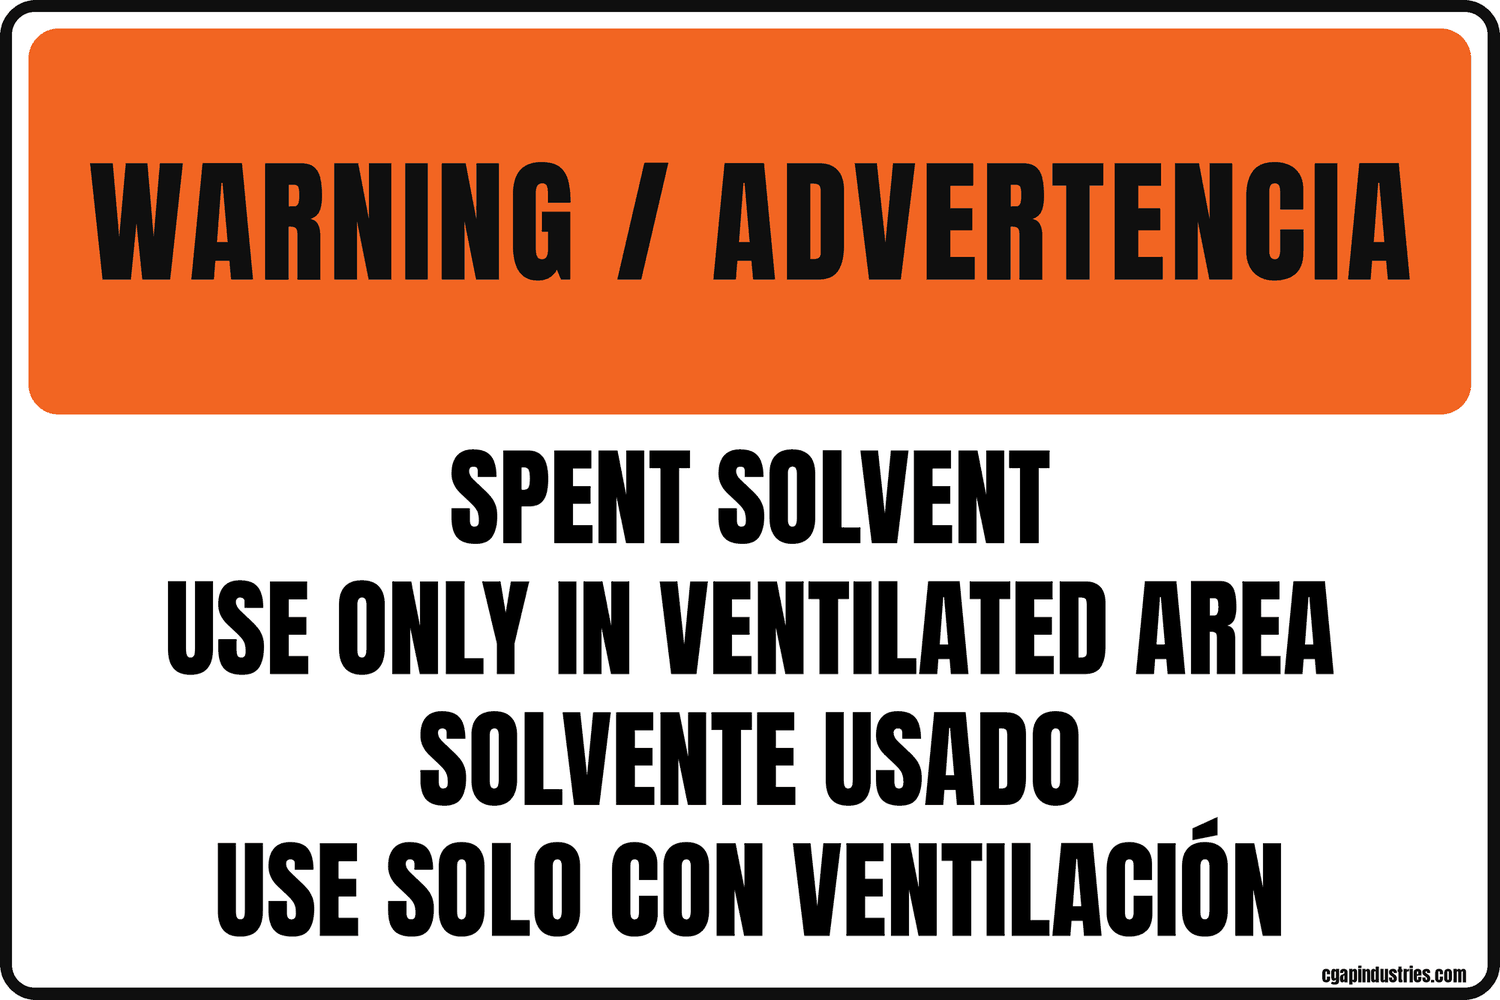 WARNING / ADVERTENCIA
SPENT SOLVENT
USE ONLY IN VENTILATED AREA
SOLVENTE USADO
USE SOLO CON VENTILACIÓN
cgapindustries.com